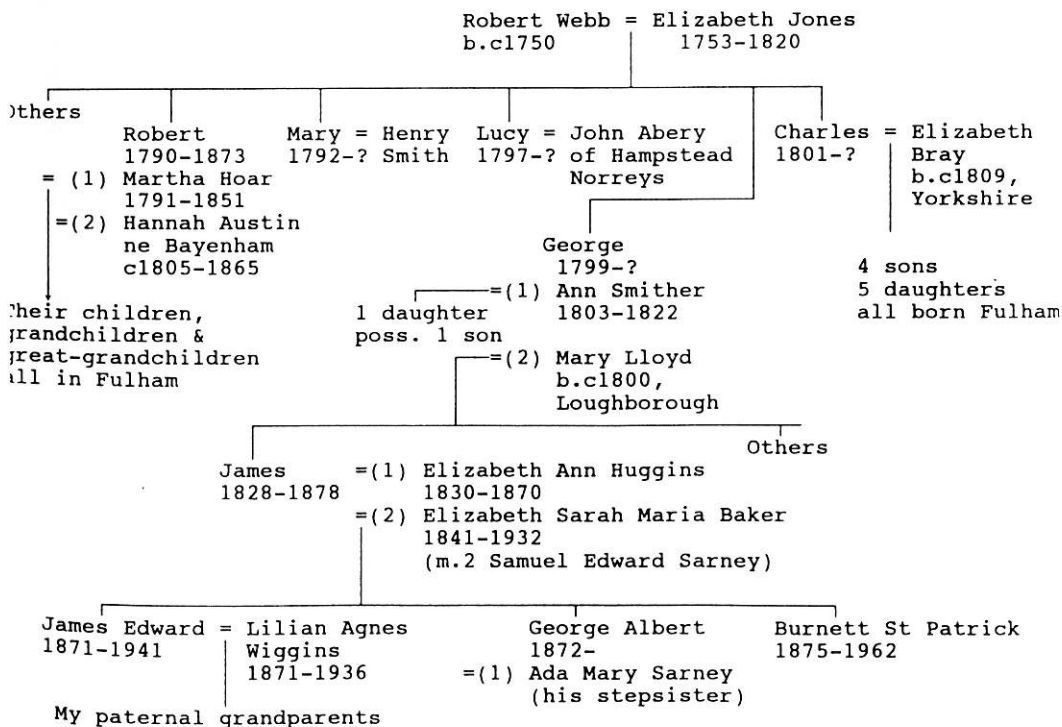 Robert Webb = Elizabeth Jones
b.c1750 1753-1820
Others
Robert
1790-1873
= (1) Martha Hoar
1791-1851
=(2) Hannah Austin
ne Bayenham
c1805-1865
Their children,
grandchildren &
great-grandchildren
all in Fulham
Mary = Henry
1792-? Smith
Lucy = John Abery
1797-? of Hampstead
Norreys
George
1799-?
=(1) Ann Smither
1803-1822
1 daughter
poss. 1 son
=(2) Mary Lloyd
b.c1800,
Loughborough
Charles = Elizabeth
1801-? Bray
b.c1809,
Yorkshire
4 sons
5 daughters
all born Fulham
Others
James =(1) Elizabeth Ann Huggins
1828-1878 1830-1870
=(2) Elizabeth Sarah Maria Baker
1841-1932
(m.2 Samuel Edward Sarney)
James Edward = Lilian Agnes
1871-1941 Wiggins
1871-1936
My paternal grandparents
George Albert
1872-
=(1) Ada Mary Sarney
(his stepsister)
Burnett St Patrick
1875-1962